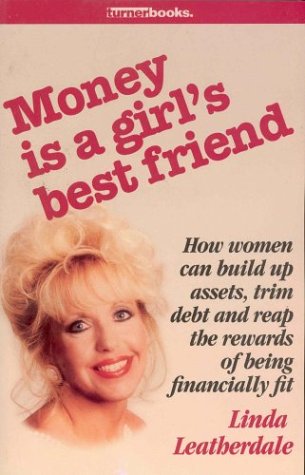 turnerbooks.
Money
is a girl's
best friend
How women
can build up
assets, trim
debt and reap
the rewards
of being
financially fit
Linda
Leatherdale